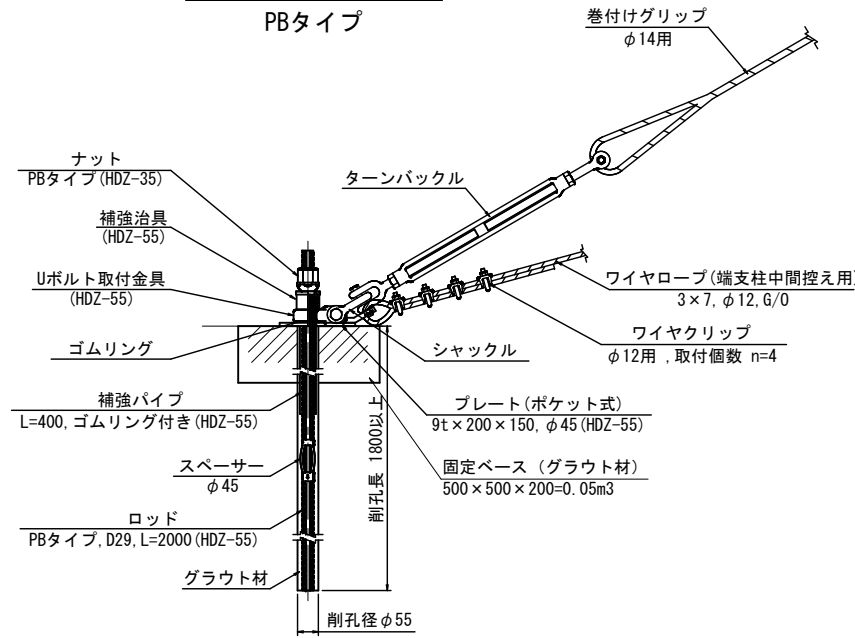 PBタイプ
巻付けグリップ
φ14用
ナット
PBタイプ(HDZ-35)
ターンバックル
補強治具
(HDZ-55)
Uボルト取付金具
(HDZ-55)
ワイヤロープ(端支柱中間控え用)
3×7, φ12, G/O
ワイヤクリップ
φ12用 , 取付個数 n=4
ゴムリング
シャックル
補強パイプ
L=400, ゴムリング付き(HDZ-55)
プレート(ポケット式)
9t×200×150, φ45(HDZ-55)
削孔長 1800以上
スペーサー
φ45
固定ベース (グラウト材)
500×500×200=0.05m3
ロッド
PBタイプ, D29, L=2000(HDZ-55)
グラウト材
削孔径φ55